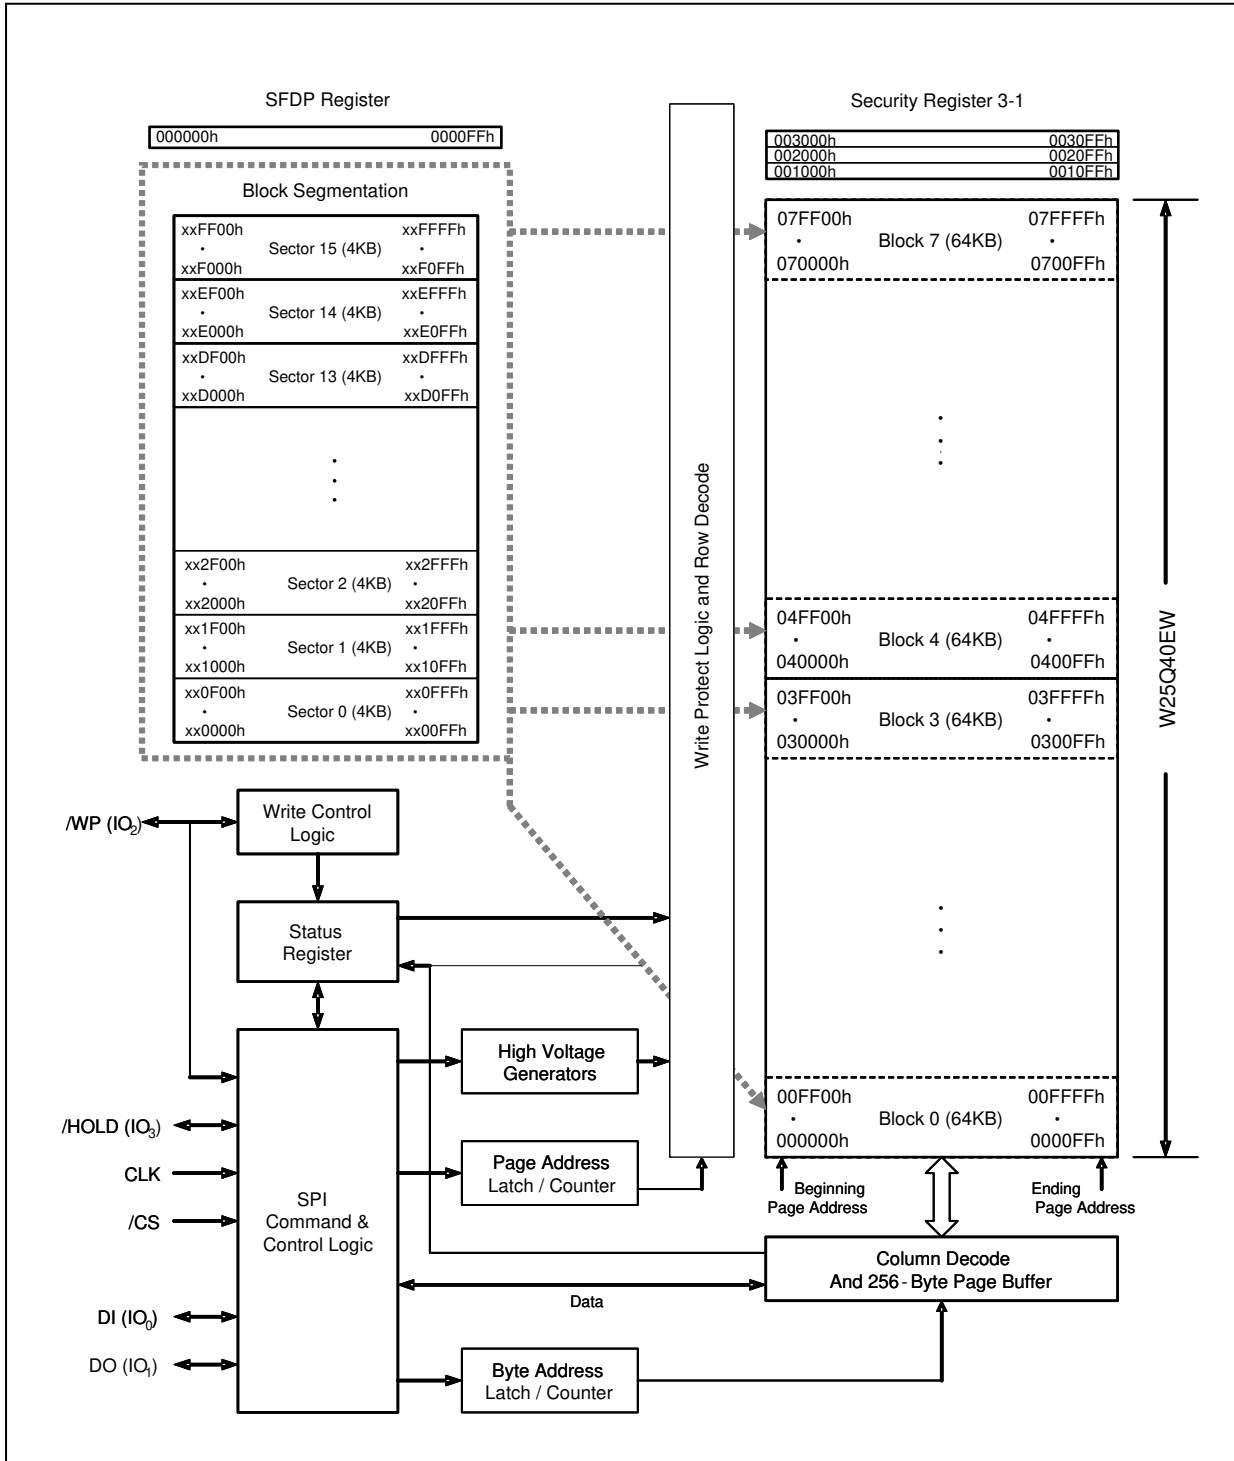 SFDP Register
000000h 0000FFh
Block Segmentation
xxFF00h xxFFFFh
• Sector 15 (4KB) •
xxF000h xxF0FFh
xxEF00h xxEFFFh
• Sector 14 (4KB) •
xxE000h xxE0FFh
xxDF00h xxDFFFh
• Sector 13 (4KB) •
xxD000h xxD0FFh
xx2F00h xx2FFFh
• Sector 2 (4KB) •
xx2000h xx20FFh
xx1F00h xx1FFFh
• Sector 1 (4KB) •
xx1000h xx10FFh
xx0F00h xx0FFFh
• Sector 0 (4KB) •
xx0000h xx00FFh
Write Protect Logic and Row Decode
Security Register 3-1
003000h 0030FFh
002000h 0020FFh
001000h 0010FFh
07FF00h 07FFFFh
• Block 7 (64KB) •
070000h 0700FFh
04FF00h 04FFFFh
• Block 4 (64KB) •
040000h 0400FFh
03FF00h 03FFFFh
• Block 3 (64KB) •
030000h 0300FFh
00FF00h 00FFFFh
• Block 0 (64KB) •
000000h 0000FFh
W25Q40EW
Beginning
Page Address
Ending
Page Address
/WP (IO2)
Write Control
Logic
Status
Register
High Voltage
Generators
/HOLD (IO3)
CLK
/CS
DI (IO0)
DO (IO1)
SPI
Command &
Control Logic
Page Address
Latch / Counter
Column Decode
And 256-Byte Page Buffer
Data
Byte Address
Latch / Counter